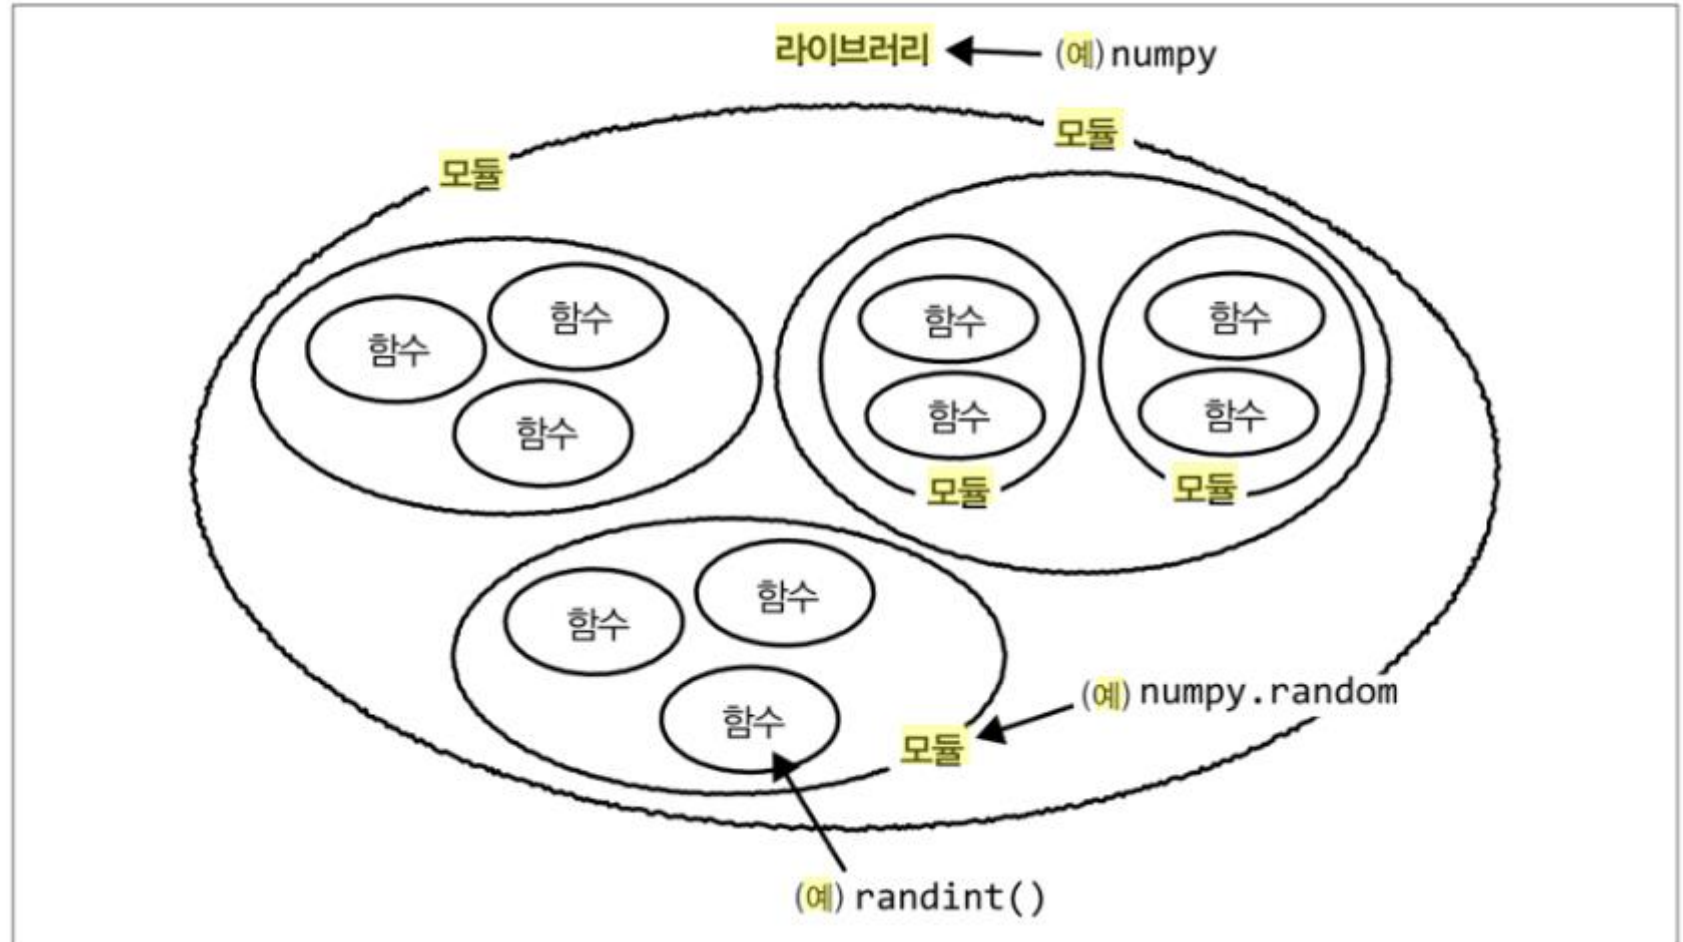 라이브러리 (예) numpy
모듈
모듈
함수
함수
함수
함수
함수
모듈
함수
함수
모듈
함수
함수
함수
모듈
(예) numpy.random
(예) randint()